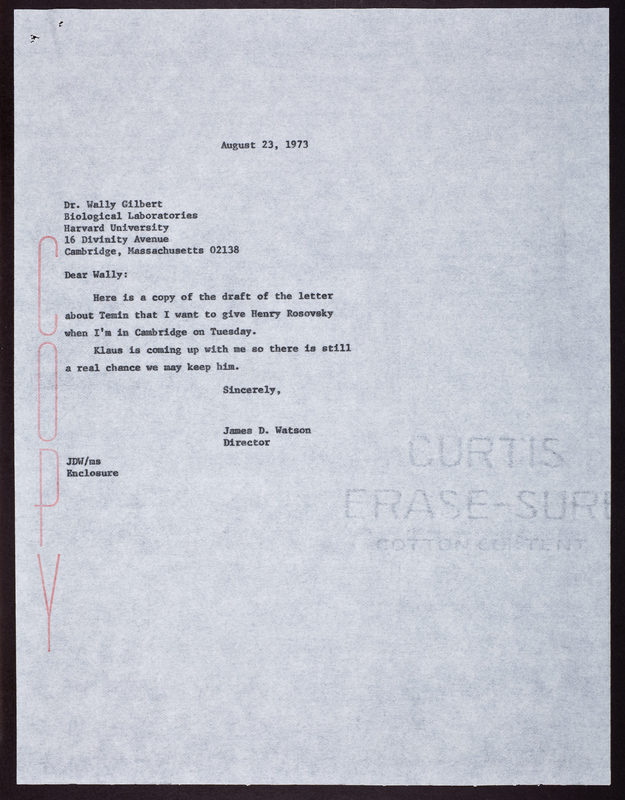 August 23, 1973
Dr. Wally Gilbert
Biological Laboratories
Harvard University
16 Divinity Avenue
Cambridge, Massachusetts 02138
Dear Wally:
Here is a copy of the draft of the letter
about Temin that I want to give Henry Rosovsky
when I'm in Cambridge on Tuesday.
Klaus is coming up with me so there is still
a real chance we may keep him.
Sincerely,
James D. Watson
Director
JDW/ms
Enclosure
COPY
CURTIS
ERASE-SURE
COTTON CONTENT